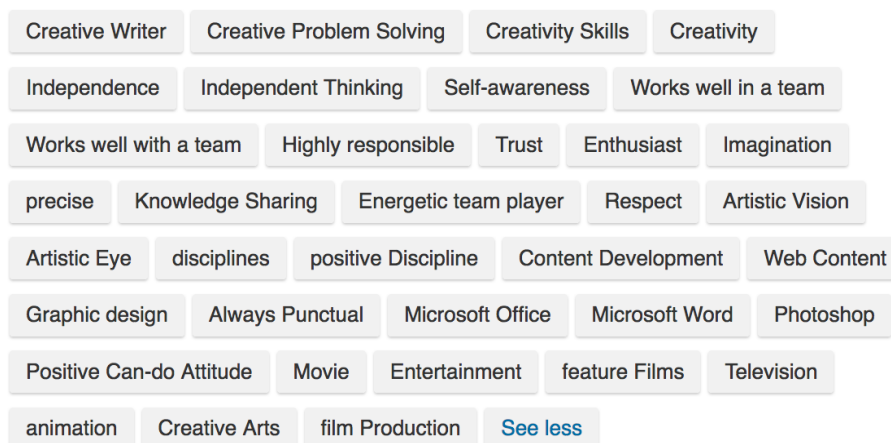 Creative Writer Creative Problem Solving Creativity Skills Creativity
Independence Independent Thinking Self-awareness Works well in a team
Works well with a team Highly responsible Trust Enthusiast Imagination
precise Knowledge Sharing Energetic team player Respect Artistic Vision
Artistic Eye disciplines positive Discipline Content Development Web Content
Graphic design Always Punctual Microsoft Office Microsoft Word Photoshop
Positive Can-do Attitude Movie Entertainment feature Films Television
animation Creative Arts film Production See less